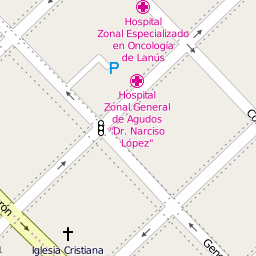 Hospital
Zonal Especializado
en Oncología
de Lanús
P
Hospital
Zonal General
de Agudos
"Dr. Narciso
López"
Iglesia Cristiana